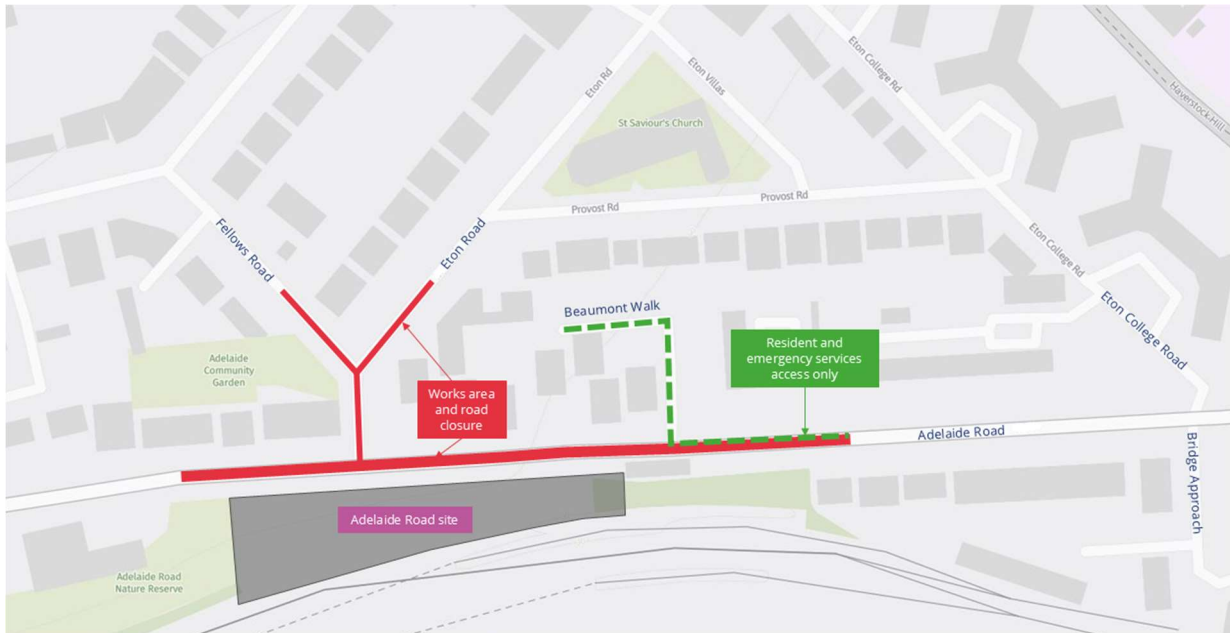 Eton College Rd
Haverstock Hill
Eton Rd
Eton Villas
St Saviour's Church
Provost Rd
Provost Rd
Fellows Road
Eton Road
Eton College Rd
Eton College Road
Beaumont Walk
Resident and
emergency services
access only
Adelaide
Community
Garden
Works area
and road
closure
Adelaide Road
Bridge Approach
Adelaide Road site
Adelaide Road
Nature Reserve